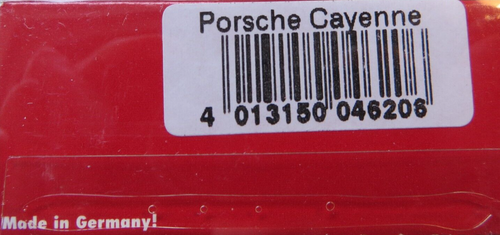 Porsche Cayenne
4 013150 046206
Made in Germany!